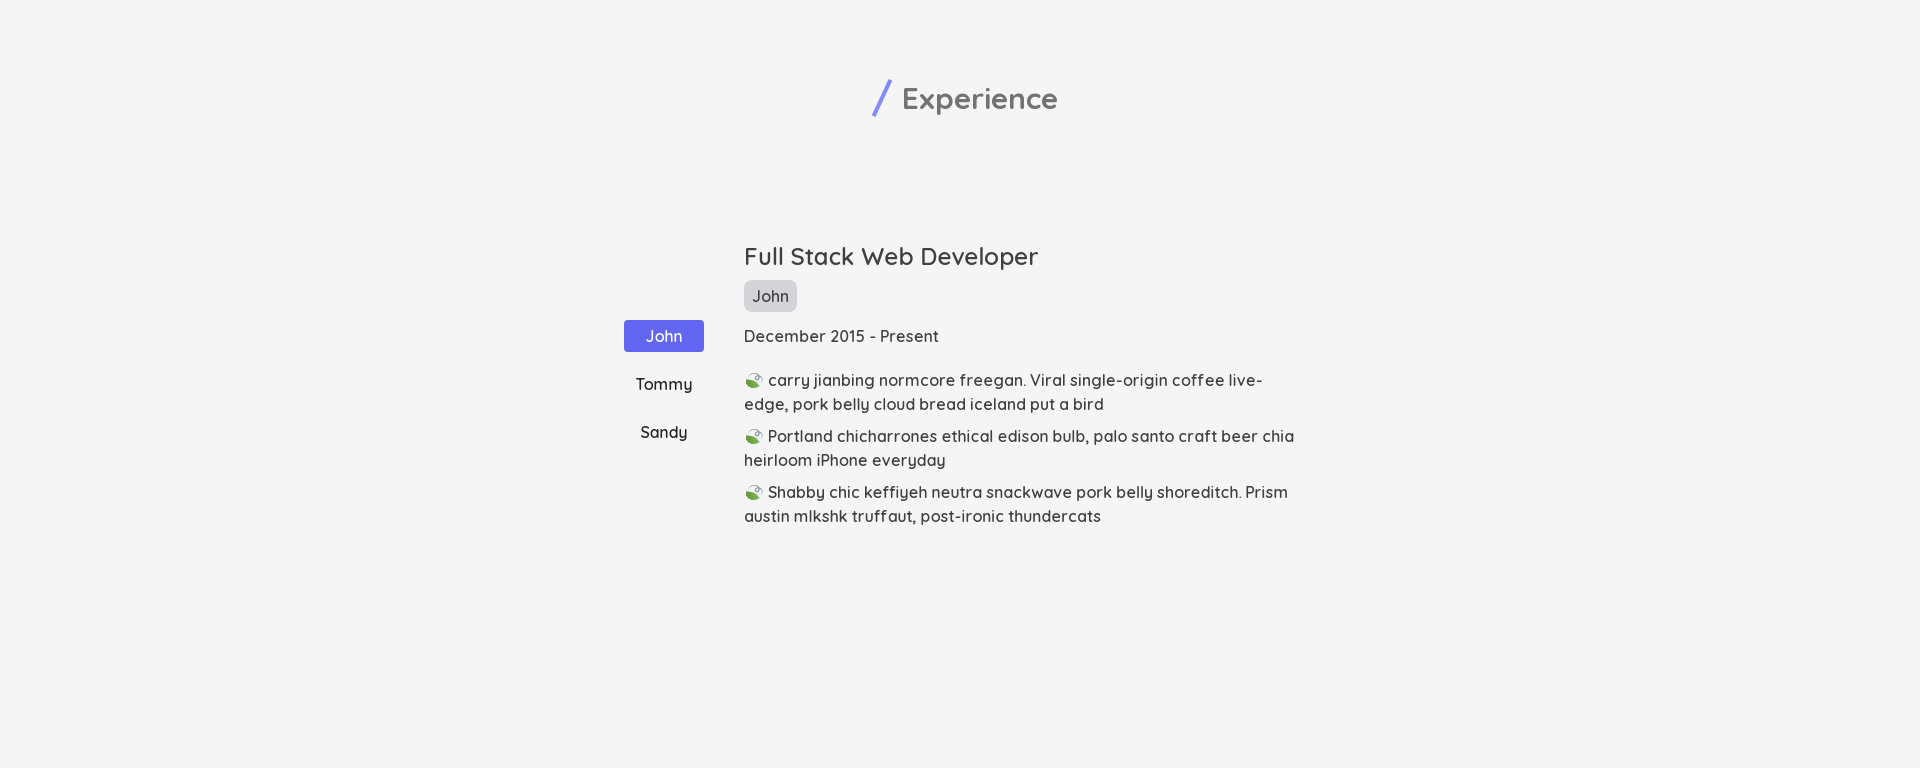 Experience
Full Stack Web Developer
John
John
Tommy
Sandy
December 2015 - Present
carry jianbing normcore freegan. Viral single-origin coffee live-
edge, pork belly cloud bread iceland put a bird
Portland chicharrones ethical edison bulb, palo santo craft beer chia
heirloom iPhone everyday
Shabby chic keffiyeh neutra snackwave pork belly shoreditch. Prism
austin mlkshk truffaut, post-ironic thundercats